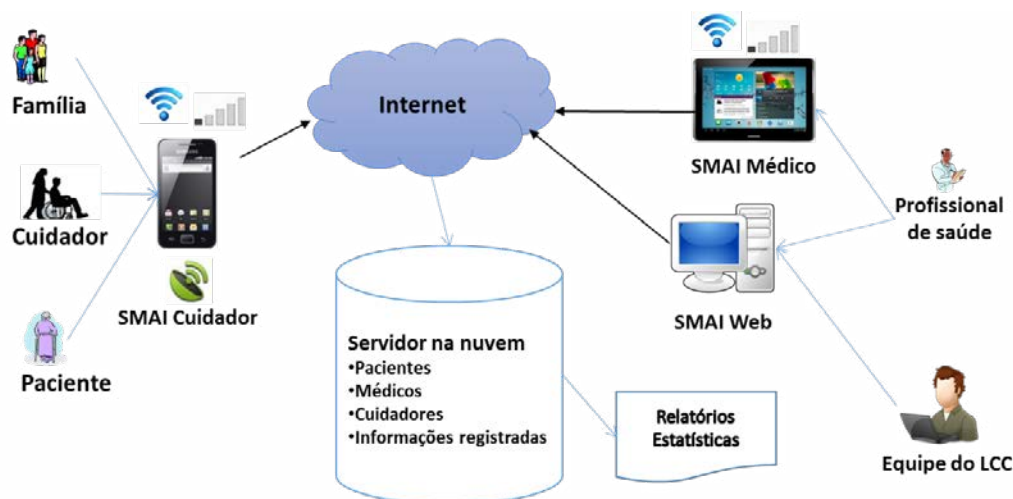 Família
Cuidador
Paciente
SMAI Cuidador
Internet
Servidor na nuvem
•Pacientes
•Médicos
•Cuidadores
•Informações registradas
Relatórios
Estatísticas
SMAI Médico
SMAI Web
Profissional
de saúde
Equipe do LCC